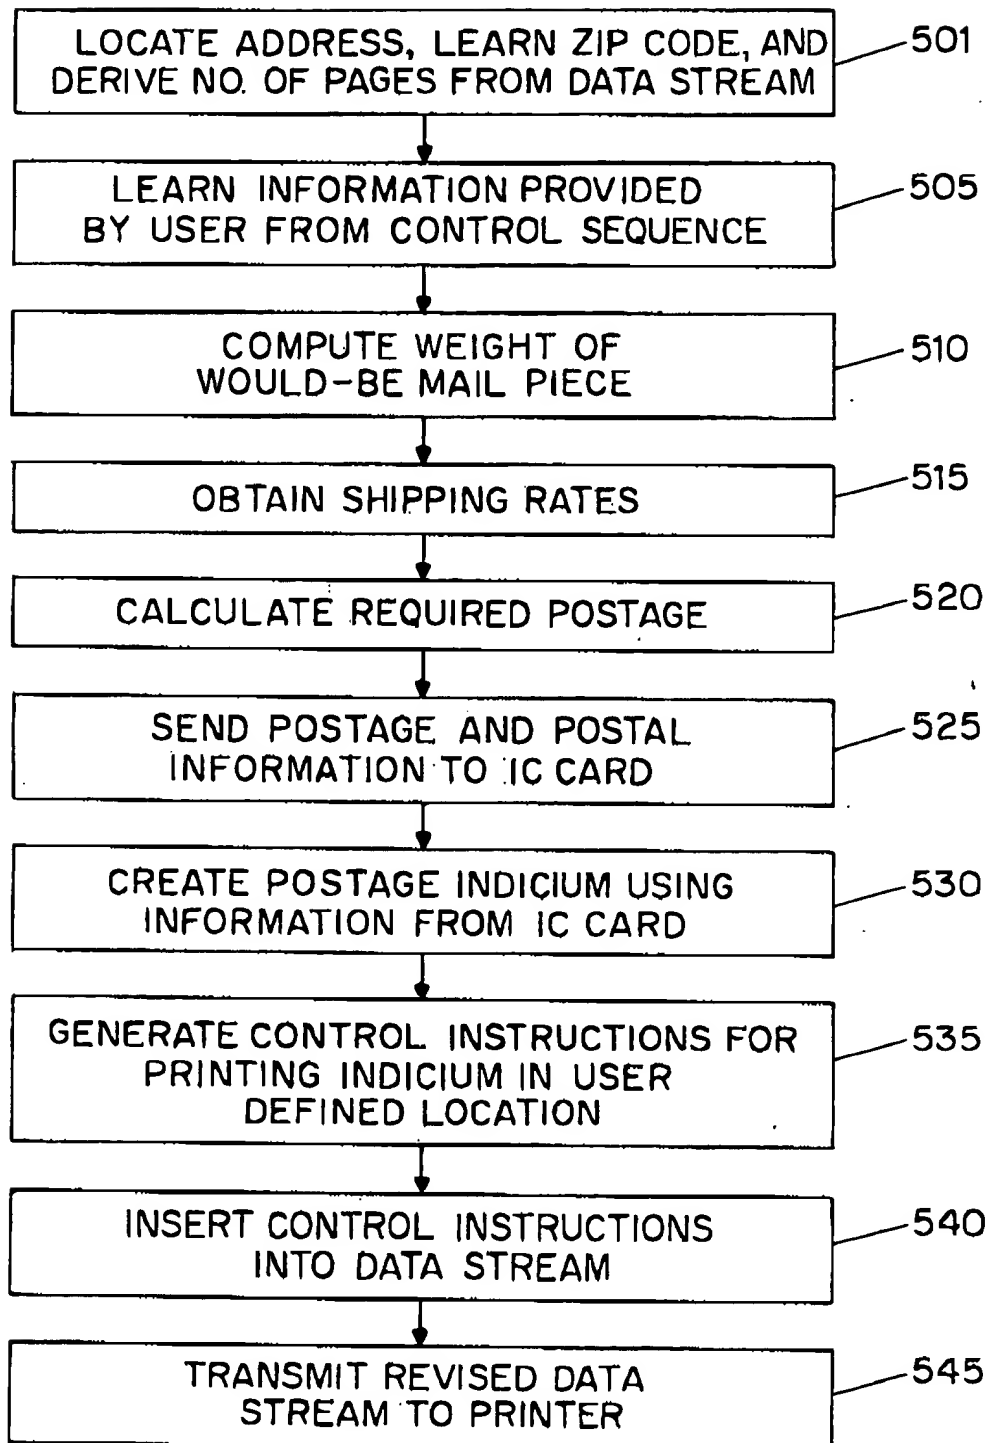 LOCATE ADDRESS, LEARN ZIP CODE, AND
DERIVE NO. OF PAGES FROM DATA STREAM
501
LEARN INFORMATION PROVIDED
BY USER FROM CONTROL SEQUENCE
505
COMPUTE WEIGHT OF
WOULD-BE MAIL PIECE
510
OBTAIN SHIPPING RATES
515
CALCULATE REQUIRED POSTAGE
520
SEND POSTAGE AND POSTAL
INFORMATION TO IC CARD
525
CREATE POSTAGE INDICIUM USING
INFORMATION FROM IC CARD
530
GENERATE CONTROL INSTRUCTIONS FOR
PRINTING INDICIUM IN USER
DEFINED LOCATION
535
INSERT CONTROL INSTRUCTIONS
INTO DATA STREAM
540
TRANSMIT REVISED DATA
STREAM TO PRINTER
545